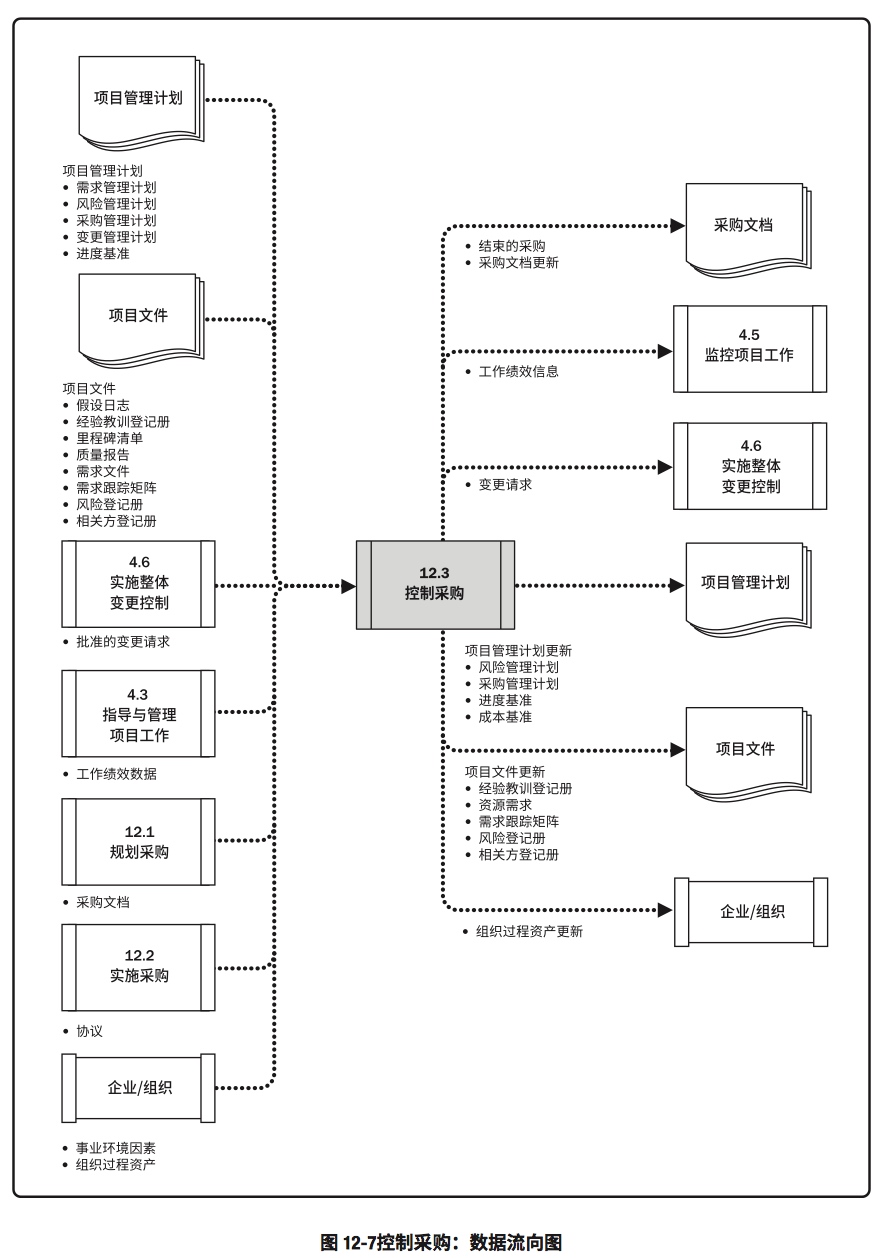 项目管理计划
项目管理计划
• 需求管理计划
• 风险管理计划
• 采购管理计划
• 变更管理计划
• 进度基准
项目文件
项目文件
• 假设日志
• 经验教训登记册
• 里程碑清单
• 质量报告
• 需求文件
• 需求跟踪矩阵
• 风险登记册
• 相关方登记册
4.6
实施整体
变更控制
• 批准的变更请求
4.3
指导与管理
项目工作
• 工作绩效数据
12.1
规划采购
• 采购文档
12.2
实施采购
• 协议
企业/组织
• 事业环境因素
• 组织过程资产
12.3
控制采购
采购文档
• 结束的采购
• 采购文档更新
4.5
监控项目工作
• 工作绩效信息
4.6
实施整体
变更控制
• 变更请求
项目管理计划
项目管理计划更新
• 风险管理计划
• 采购管理计划
• 进度基准
• 成本基准
项目文件
项目文件更新
• 经验教训登记册
• 资源需求
• 需求跟踪矩阵
• 风险登记册
• 相关方登记册
企业/组织
• 组织过程资产更新
图 12-7控制采购：数据流向图